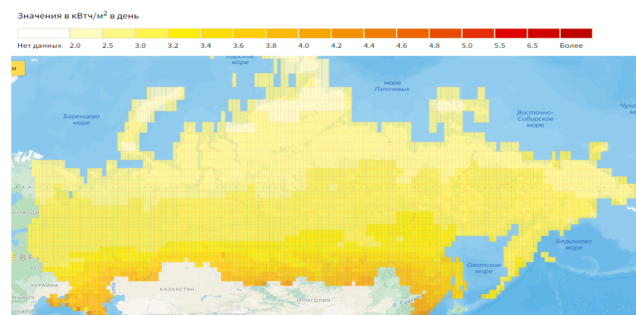 Значения в кВтч/м² в день
Нет данных 2.0 2.5 3.0 3.2 3.4 3.6 3.8 4.0 4.2 4.4 4.6 4.8 5.0 5.5 6.5 Более
море
Лаптевых
Баренцево
море
Восточно-
Сибирское
море
Берингово
море
Охотское
море
УКРАИНА
КАЗАХСТАН
МОНГОЛИЯ